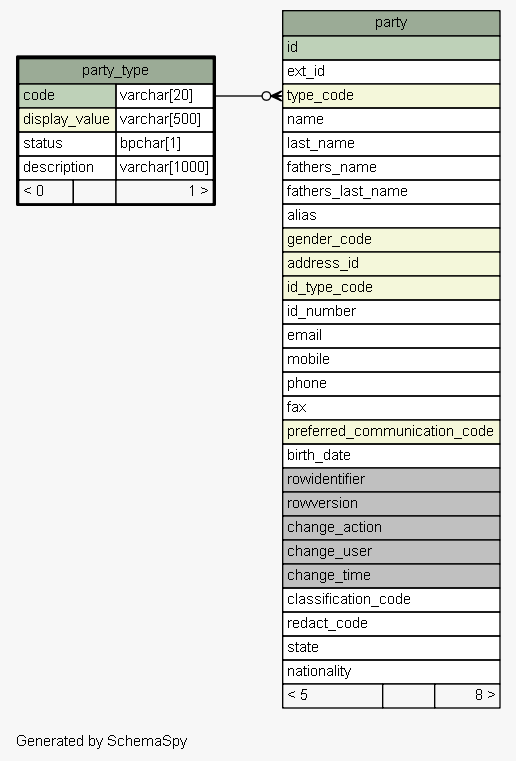 party_type
code varchar[20]
display_value varchar[500]
status bpchar[1]
description varchar[1000]
< 0 1 >
party
id
ext_id
type_code
name
last_name
fathers_name
fathers_last_name
alias
gender_code
address_id
id_type_code
id_number
email
mobile
phone
fax
preferred_communication_code
birth_date
rowidentifier
rowversion
change_action
change_user
change_time
classification_code
redact_code
state
nationality
< 5 8 >
Generated by SchemaSpy